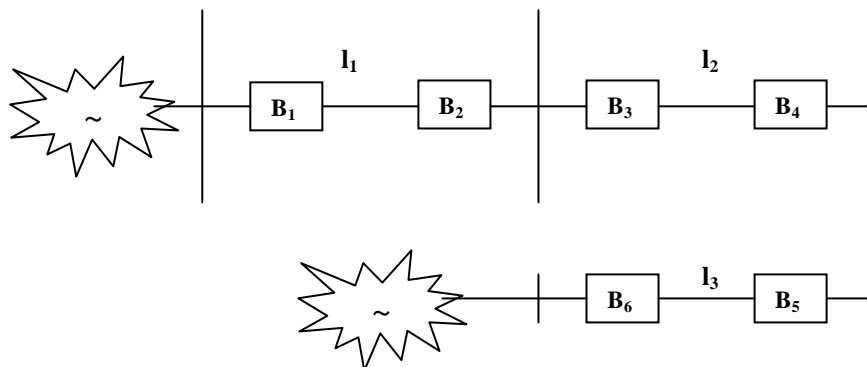 l₁ l₂
~ B₁ B₂ B₃ B₄
l₃
~ B₆ B₅